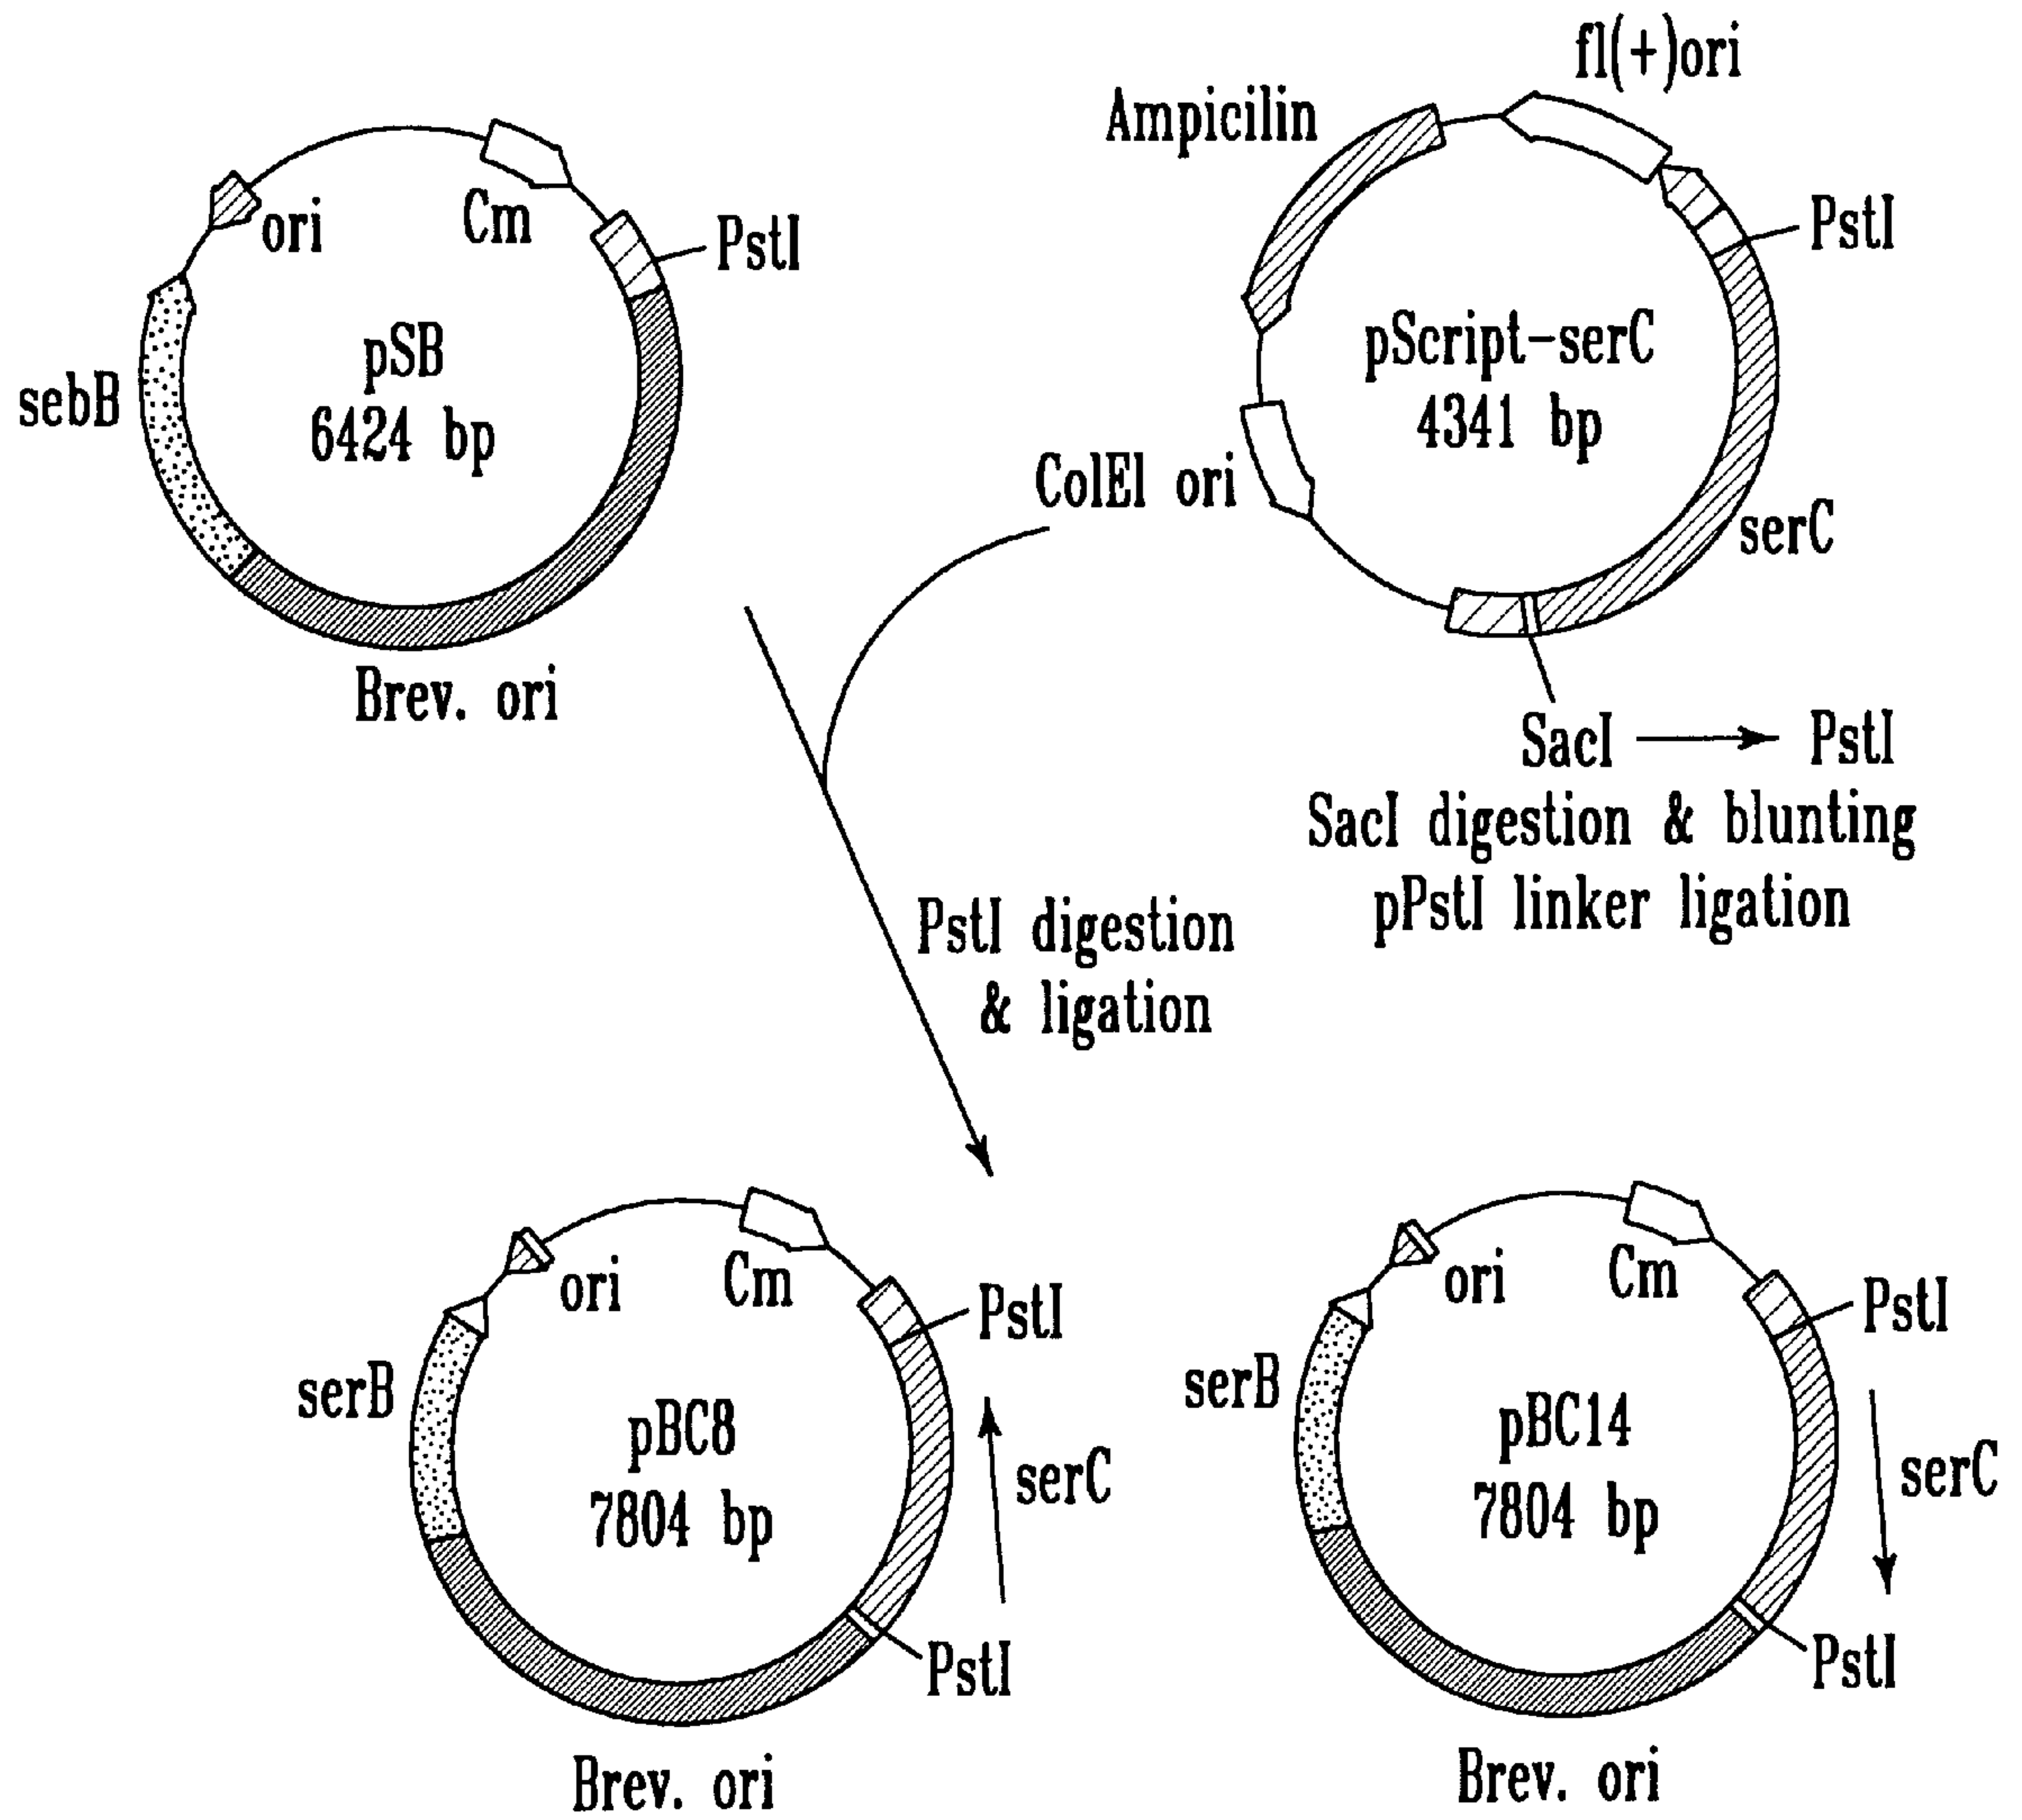 fl(+)ori
Ampicilin
ori
Cm
PstI
PstI
pSB
6424 bp
pScript-serC
4341 bp
sebB
ColEl ori
serC
Brev. ori
SacI → PstI
SacI digestion & blunting
pPstI linker ligation
PstI digestion
& ligation
ori
Cm
PstI
serB
pBC8
7804 bp
serC
PstI
Brev. ori
ori
Cm
PstI
serB
pBC14
7804 bp
serC
PstI
Brev. ori